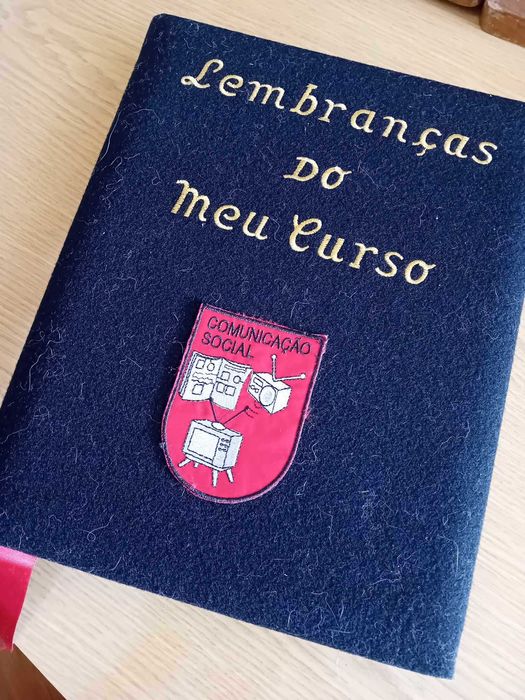 Lembranças
Do
Meu Curso
COMUNICAÇÃO
SOCIAL